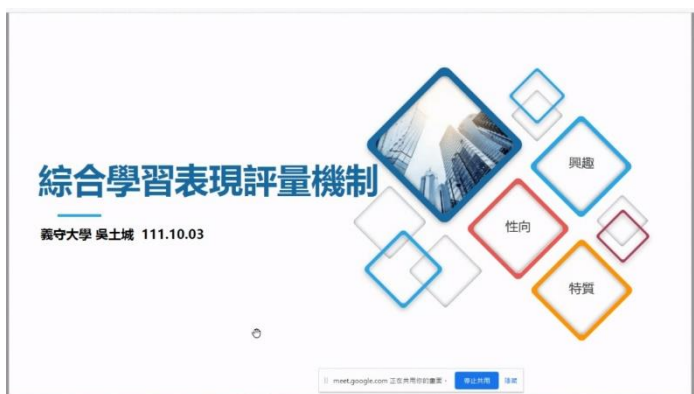 綜合學習表現評量機制
義守大學 吳土城 111.10.03
興趣
性向
特質
meet.google.com 正在共用你的畫面。
停止共用
隱藏